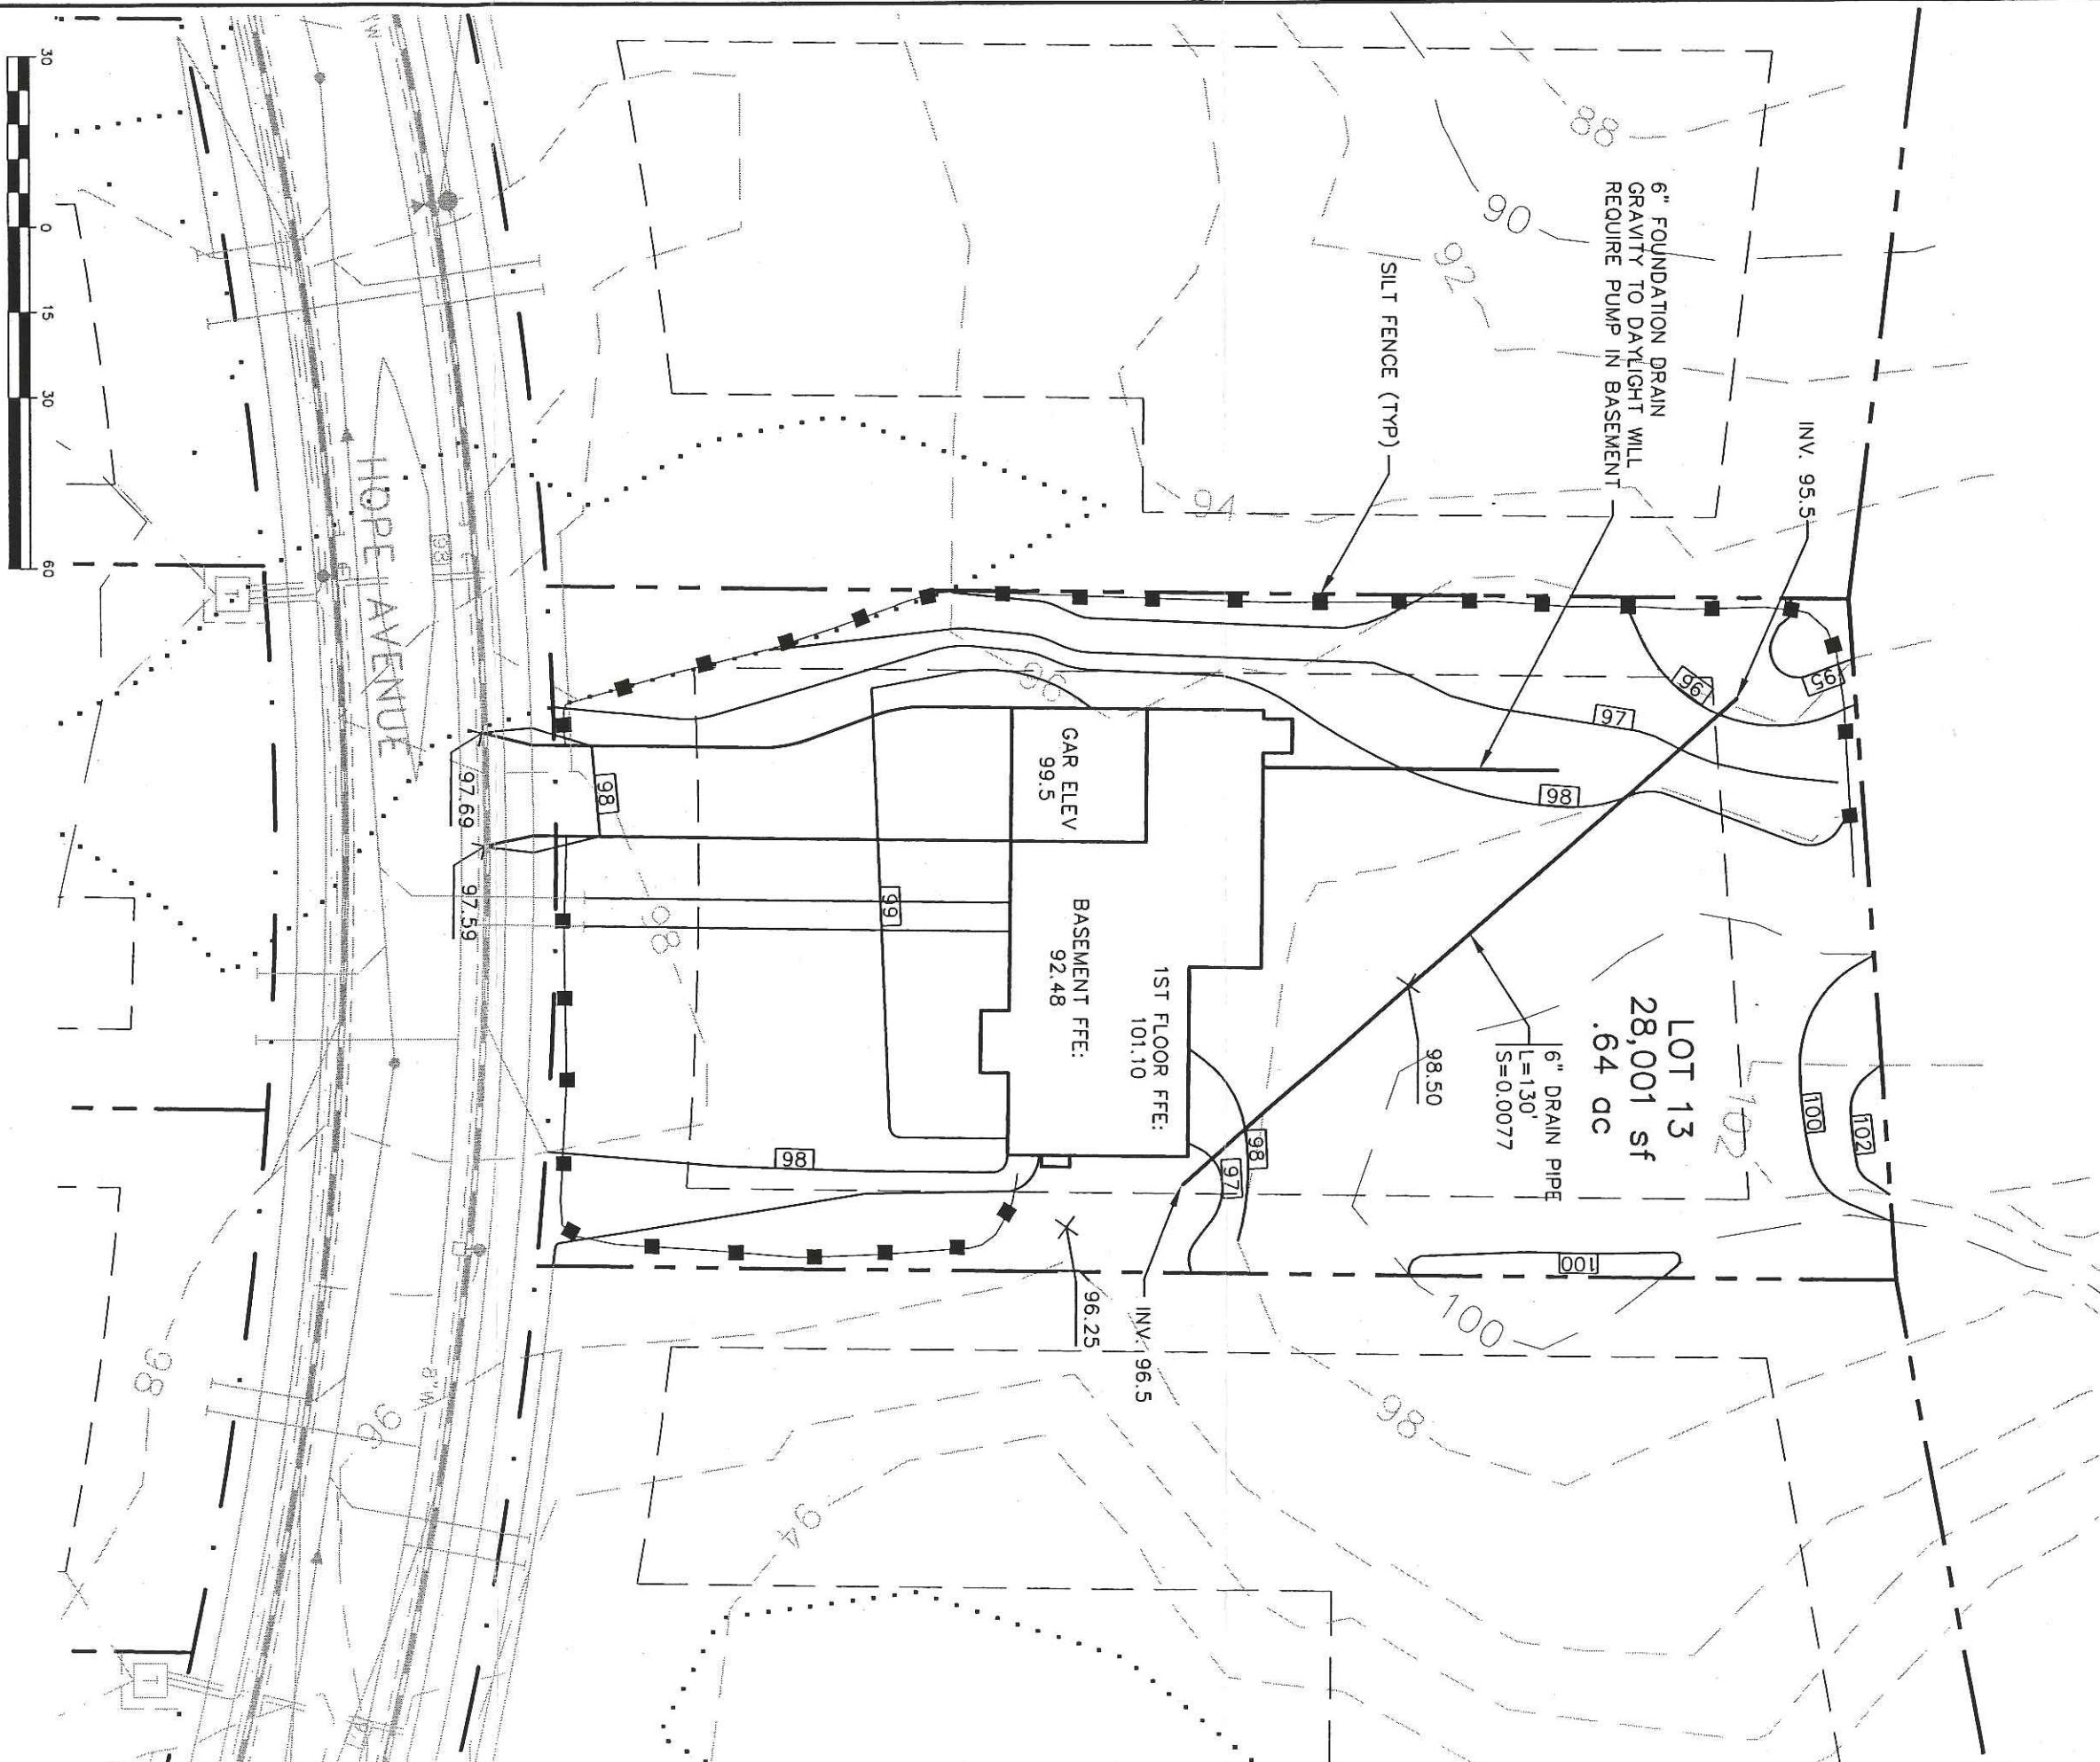 30
0
15
30
60
88
90
92
94
6" FOUNDATION DRAIN
GRAVITY TO DAYLIGHT WILL
REQUIRE PUMP IN BASEMENT
SILT FENCE (TYP)
INV. 95.5
95
96
97
98
96
HOPE AVENUE
GAR ELEV
99.5
98
97.69
97.59
98
99
BASEMENT FFE:
92.48
1ST FLOOR FFE:
101.10
LOT 13
28,001 sf
.64 ac
6" DRAIN PIPE
L=130'
S=0.0077
98.50
102
100
102
98
97
98
100
100
96.25
INV. 96.5
98
98
96
8"W
94
T
T